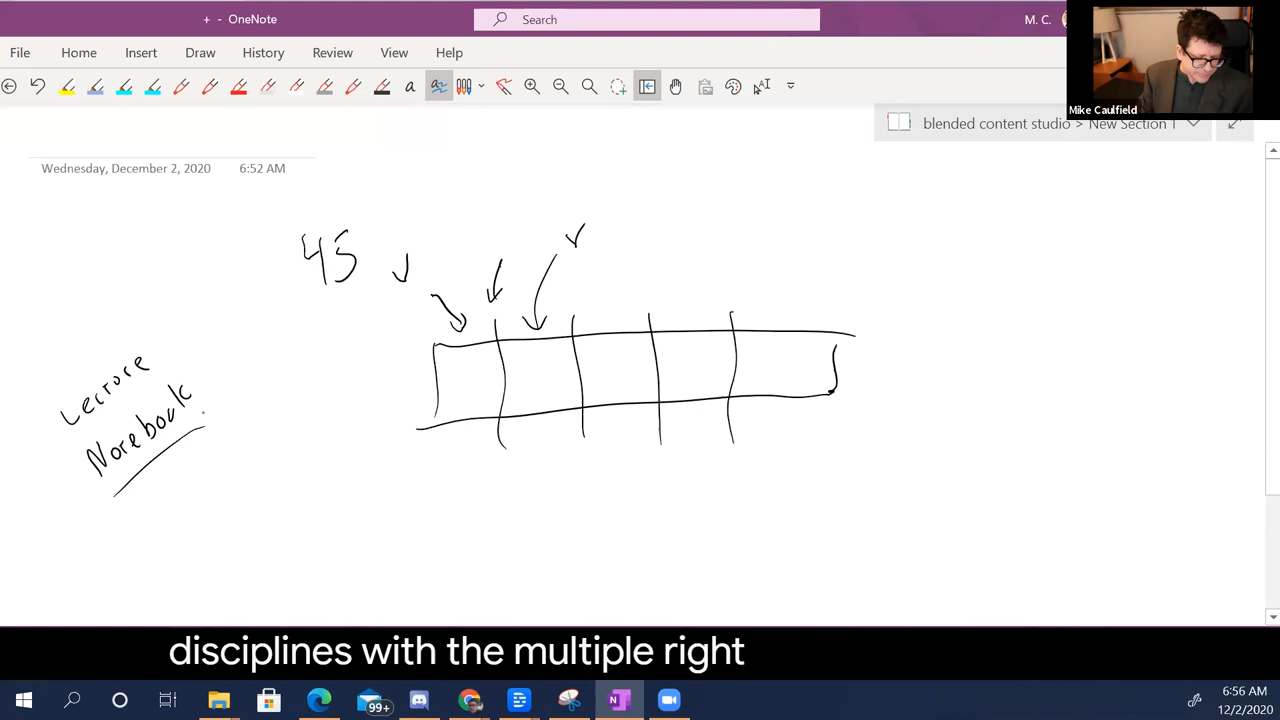 + - OneNote
Search
M. C.
File Home Insert Draw History Review View Help
Mike Caulfield
blended content studio > New Section 1
Wednesday, December 2, 2020 6:52 AM
45
Lecture
Notebook
disciplines with the multiple right
99+
6:56 AM
12/2/2020